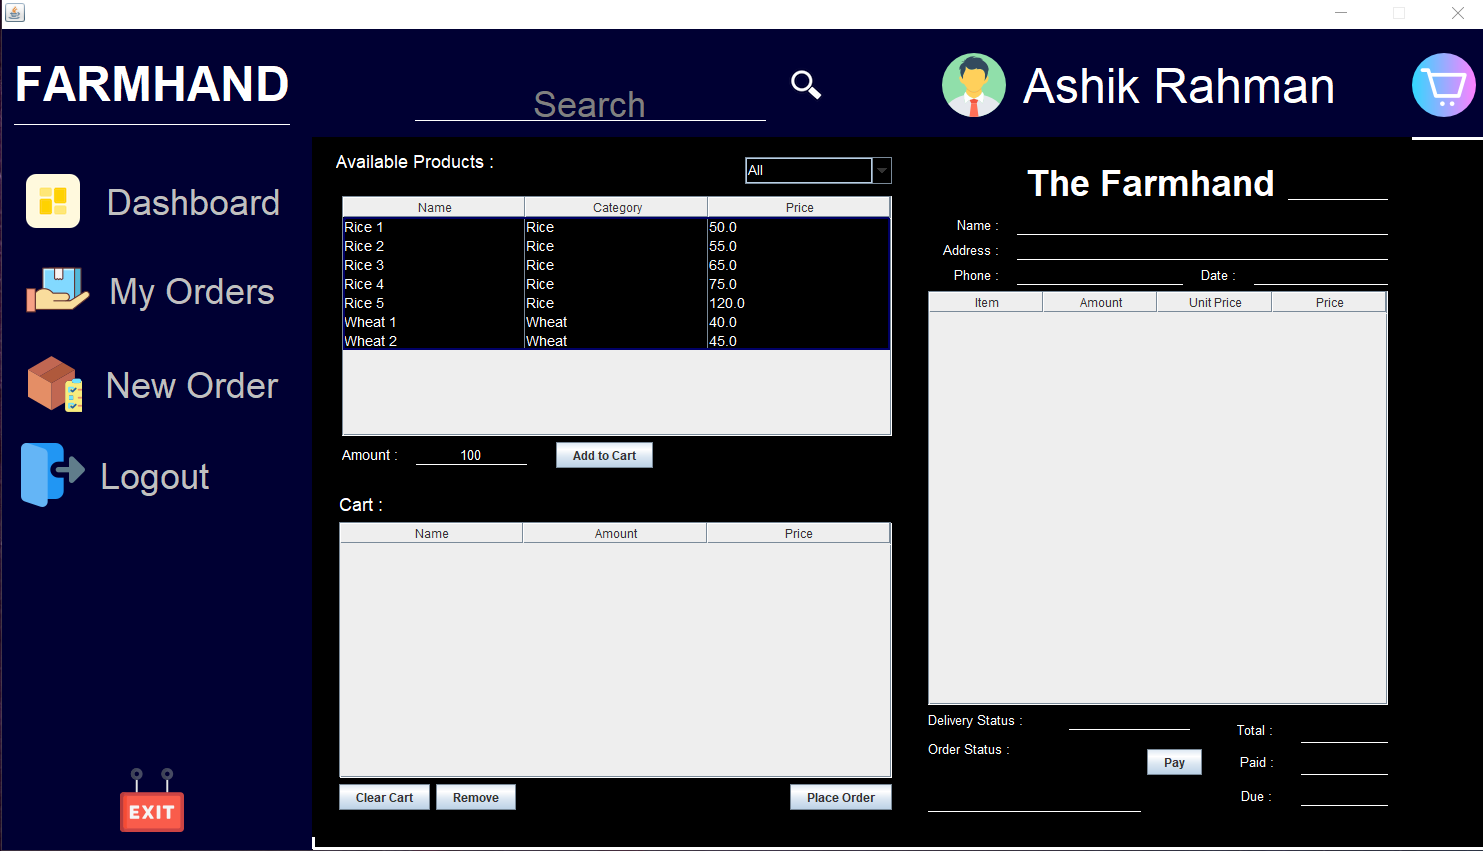 FARMHAND
Search
Ashik Rahman
Dashboard
My Orders
New Order
Logout
EXIT
Available Products :
All
Name Category Price
Rice 1 Rice 50.0
Rice 2 Rice 55.0
Rice 3 Rice 65.0
Rice 4 Rice 75.0
Rice 5 Rice 120.0
Wheat 1 Wheat 40.0
Wheat 2 Wheat 45.0
Amount : 100 Add to Cart
Cart :
Name Amount Price
Clear Cart Remove Place Order
The Farmhand
Name :
Address :
Phone : Date :
Item Amount Unit Price Price
Delivery Status :
Total :
Order Status :
Pay Paid :
Due :